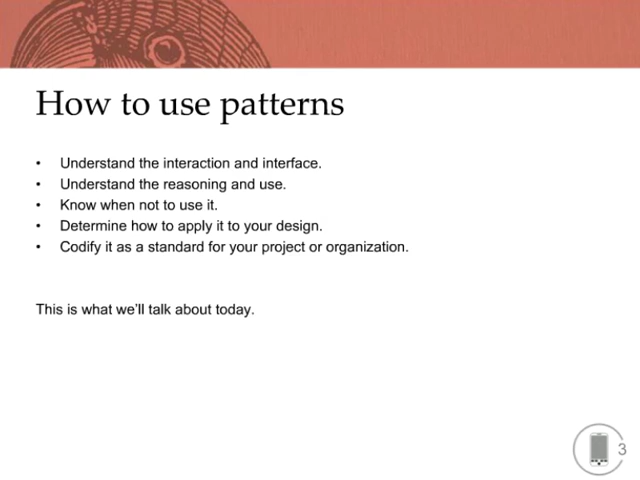 How to use patterns
• Understand the interaction and interface.
• Understand the reasoning and use.
• Know when not to use it.
• Determine how to apply it to your design.
• Codify it as a standard for your project or organization.
This is what we’ll talk about today.
3